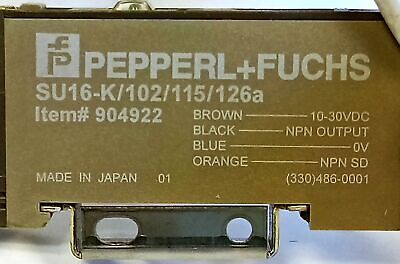 PEPPERL+FUCHS
SU16-K/102/115/126a
Item# 904922
BROWN 10-30VDC
BLACK NPN OUTPUT
BLUE 0V
ORANGE NPN SD
MADE IN JAPAN .01 (330)486-0001